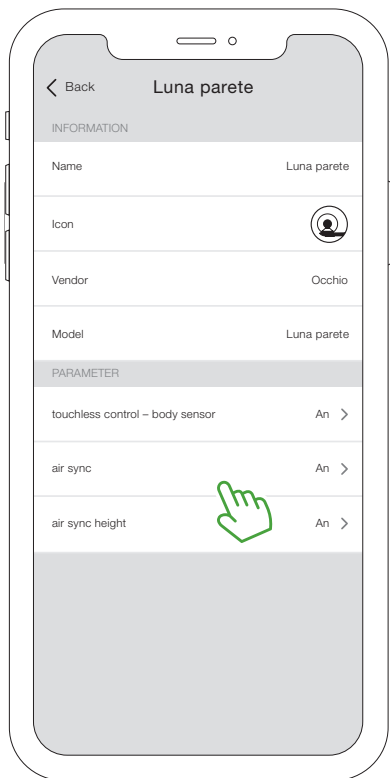 Back Luna parete
INFORMATION
Name Luna parete
Icon
Vendor Occhio
Model Luna parete
PARAMETER
touchless control – body sensor An
air sync An
air sync height An